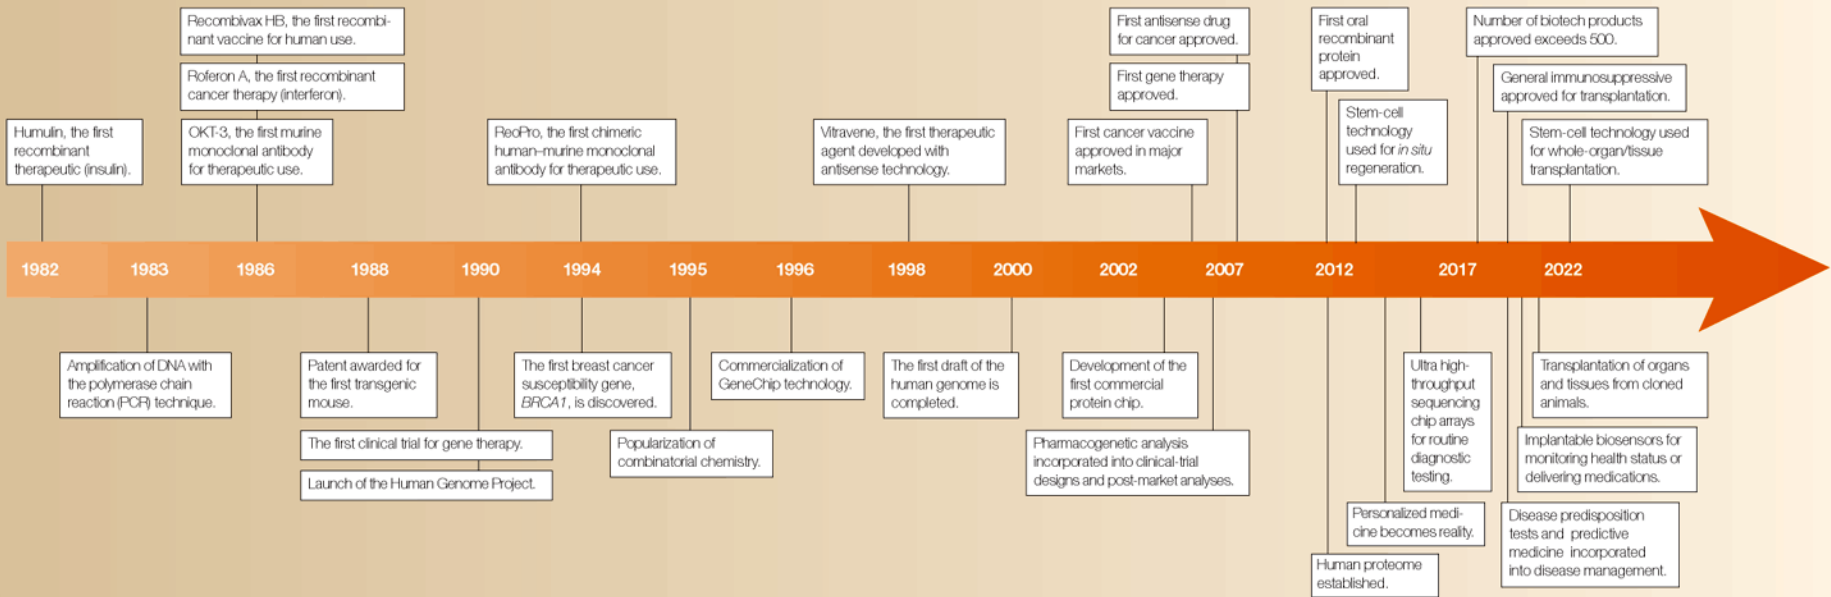 Recombivax HB, the first recombi-
nant vaccine for human use.
Roferon A, the first recombinant
cancer therapy (interferon).
Humulin, the first
recombinant
therapeutic (insulin).
OKT-3, the first murine
monoclonal antibody
for therapeutic use.
ReoPro, the first chimeric
human–murine monoclonal
antibody for therapeutic use.
Vitravene, the first therapeutic
agent developed with
antisense technology.
First antisense drug
for cancer approved.
First gene therapy
approved.
First cancer vaccine
approved in major
markets.
First oral
recombinant
protein
approved.
Stem-cell
technology
used for in situ
regeneration.
Number of biotech products
approved exceeds 500.
General immunosuppressive
approved for transplantation.
Stem-cell technology used
for whole-organ/tissue
transplantation.
1982 1983 1986 1988 1990 1994 1995 1996 1998 2000 2002 2007 2012 2017 2022
Amplification of DNA with
the polymerase chain
reaction (PCR) technique.
Patent awarded for
the first transgenic
mouse.
The first clinical trial for gene therapy.
Launch of the Human Genome Project.
The first breast cancer
susceptibility gene,
BRCA1, is discovered.
Popularization of
combinatorial chemistry.
Commercialization of
GeneChip technology.
The first draft of the
human genome is
completed.
Development of the
first commercial
protein chip.
Pharmacogenetic analysis
incorporated into clinical-trial
designs and post-market analyses.
Ultra high-
throughput
sequencing
chip arrays
for routine
diagnostic
testing.
Personalized medi-
cine becomes reality.
Human proteome
established.
Transplantation of organs
and tissues from cloned
animals.
Implantable biosensors for
monitoring health status or
delivering medications.
Disease predisposition
tests and predictive
medicine incorporated
into disease management.